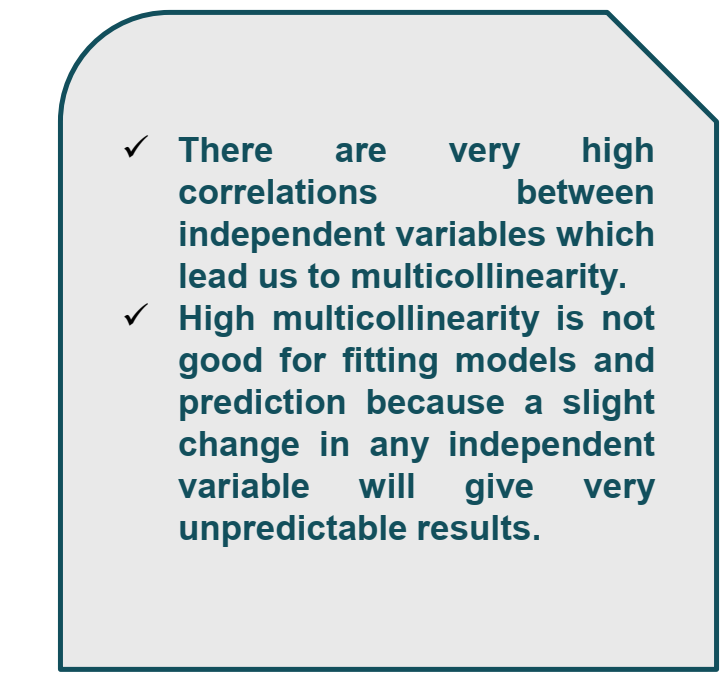 ✓ There are very high
correlations between
independent variables which
lead us to multicollinearity.
✓ High multicollinearity is not
good for fitting models and
prediction because a slight
change in any independent
variable will give very
unpredictable results.